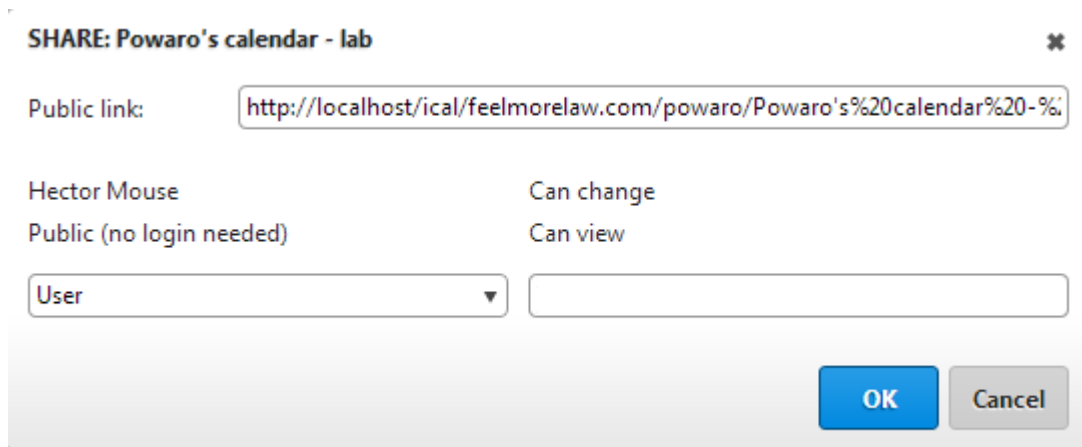 SHARE: Powaro's calendar - lab
Public link: http://localhost/ical/feelmorelaw.com/powaro/Powaro's%20calendar%20-%
Hector Mouse Can change
Public (no login needed) Can view
User
OK Cancel